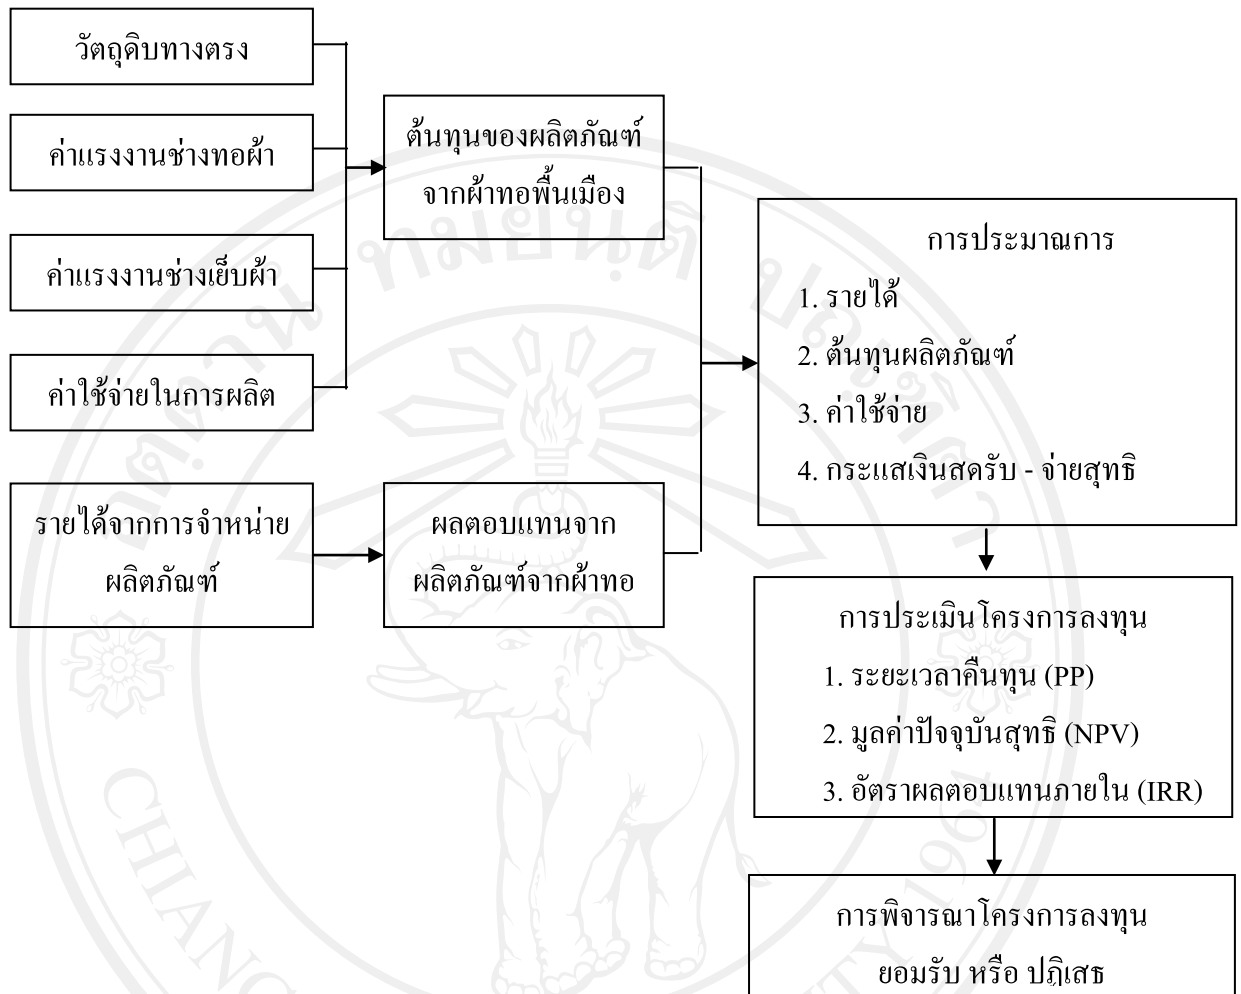 วัตถุดิบทางตรง
ค่าแรงงานช่างทอผ้า
ค่าแรงงานช่างเย็บผ้า
ค่าใช้จ่ายในการผลิต
รายได้จากการจำหน่าย
ผลิตภัณฑ์
ต้นทุนของผลิตภัณฑ์
จากผ้าทอพื้นเมือง
ผลตอบแทนจาก
ผลิตภัณฑ์จากผ้าทอ
การประมาณการ
1. รายได้
2. ต้นทุนผลิตภัณฑ์
3. ค่าใช้จ่าย
4. กระแสเงินสดรับ - จ่ายสุทธิ
การประเมินโครงการลงทุน
1. ระยะเวลาคืนทุน (PP)
2. มูลค่าปัจจุบันสุทธิ (NPV)
3. อัตราผลตอบแทนภายใน (IRR)
การพิจารณาโครงการลงทุน
ยอมรับ หรือ ปฏิเสธ
1964